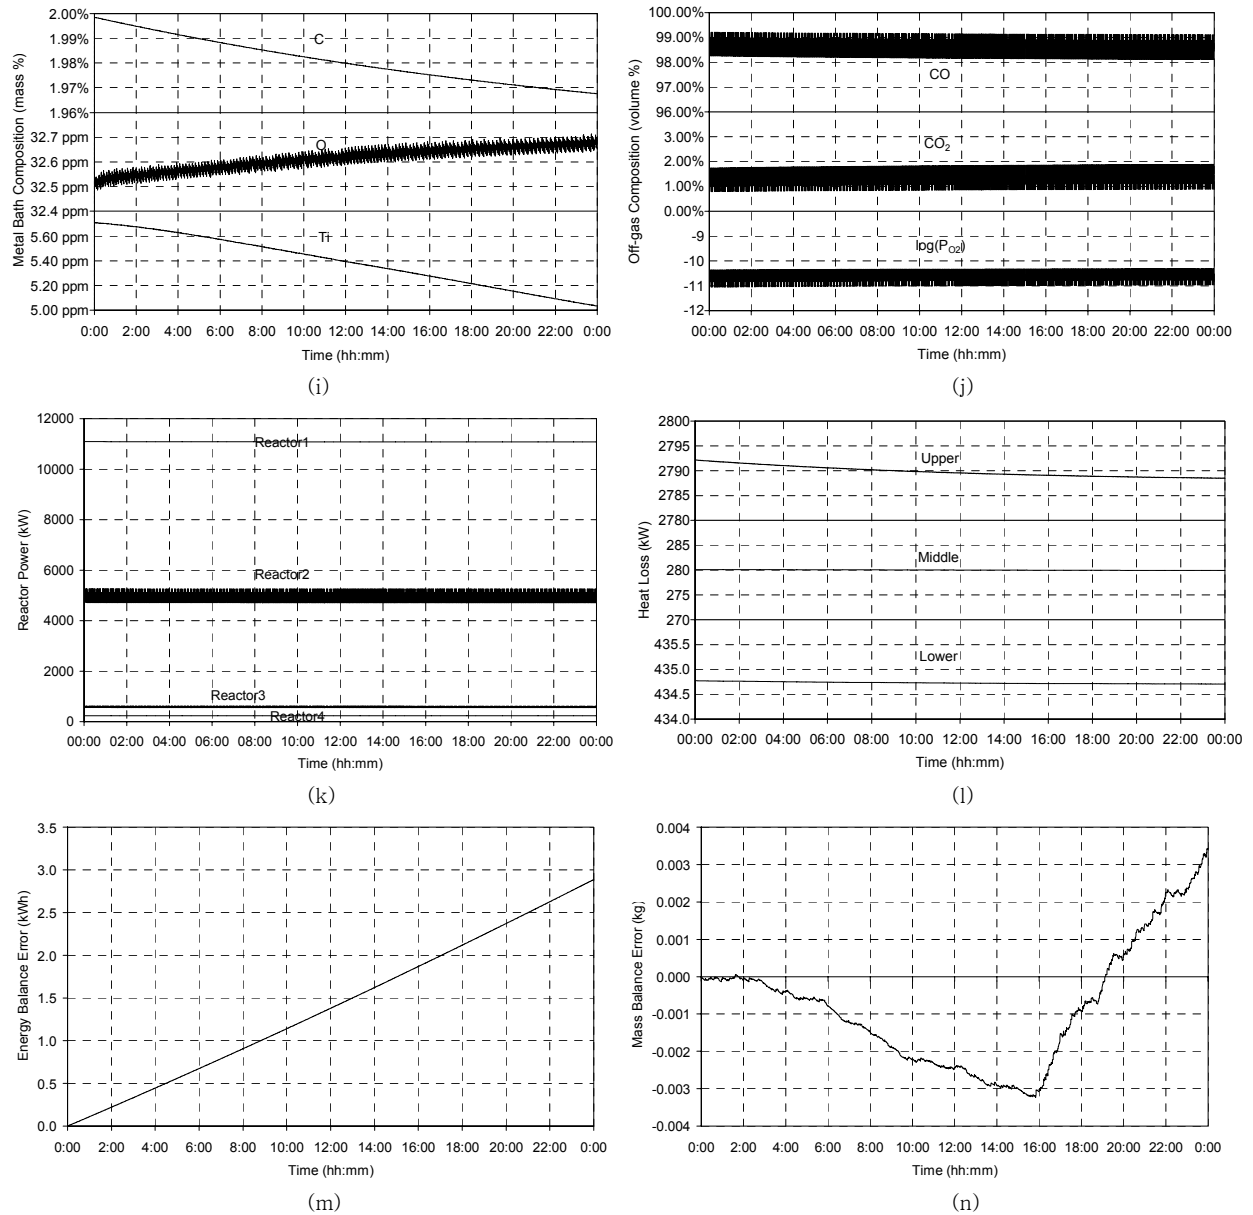 2.00%
1.99%
1.98%
1.97%
1.96%
32.7 ppm
32.6 ppm
32.5 ppm
32.4 ppm
5.60 ppm
5.40 ppm
5.20 ppm
5.00 ppm
Metal Bath Composition (mass %)
C
O
Ti
0:00 2:00 4:00 6:00 8:00 10:00 12:00 14:00 16:00 18:00 20:00 22:00 0:00
Time (hh:mm)
(i)
100.00%
99.00%
98.00%
97.00%
96.00%
3.00%
2.00%
1.00%
0.00%
-9
-10
-11
-12
Off-gas Composition (volume %)
CO
CO2
log(PO2)
00:00 02:00 04:00 06:00 08:00 10:00 12:00 14:00 16:00 18:00 20:00 22:00 00:00
Time (hh:mm)
(j)
12000
10000
8000
6000
4000
2000
0
Reactor Power (kW)
Reactor1
Reactor2
Reactor3
Reactor4
00:00 02:00 04:00 06:00 08:00 10:00 12:00 14:00 16:00 18:00 20:00 22:00 00:00
Time (hh:mm)
(k)
2800
2795
2790
2785
2780
285
280
270
435.5
435.0
434.5
434.0
Heat Loss (kW)
Upper
Middle
Lower
00:00 02:00 04:00 06:00 08:00 10:00 12:00 14:00 16:00 18:00 20:00 22:00 00:00
Time (hh:mm)
(l)
3.5
3.0
2.5
2.0
1.5
1.0
0.5
0.0
Energy Balance Error (kWh)
0:00 2:00 4:00 6:00 8:00 10:00 12:00 14:00 16:00 18:00 20:00 22:00 0:00
Time (hh:mm)
(m)
0.004
0.003
0.002
0.001
0.000
-0.001
-0.002
-0.003
-0.004
Mass Balance Error (kg)
0:00 2:00 4:00 6:00 8:00 10:00 12:00 14:00 16:00 18:00 20:00 22:00 0:00
Time (hh:mm)
(n)